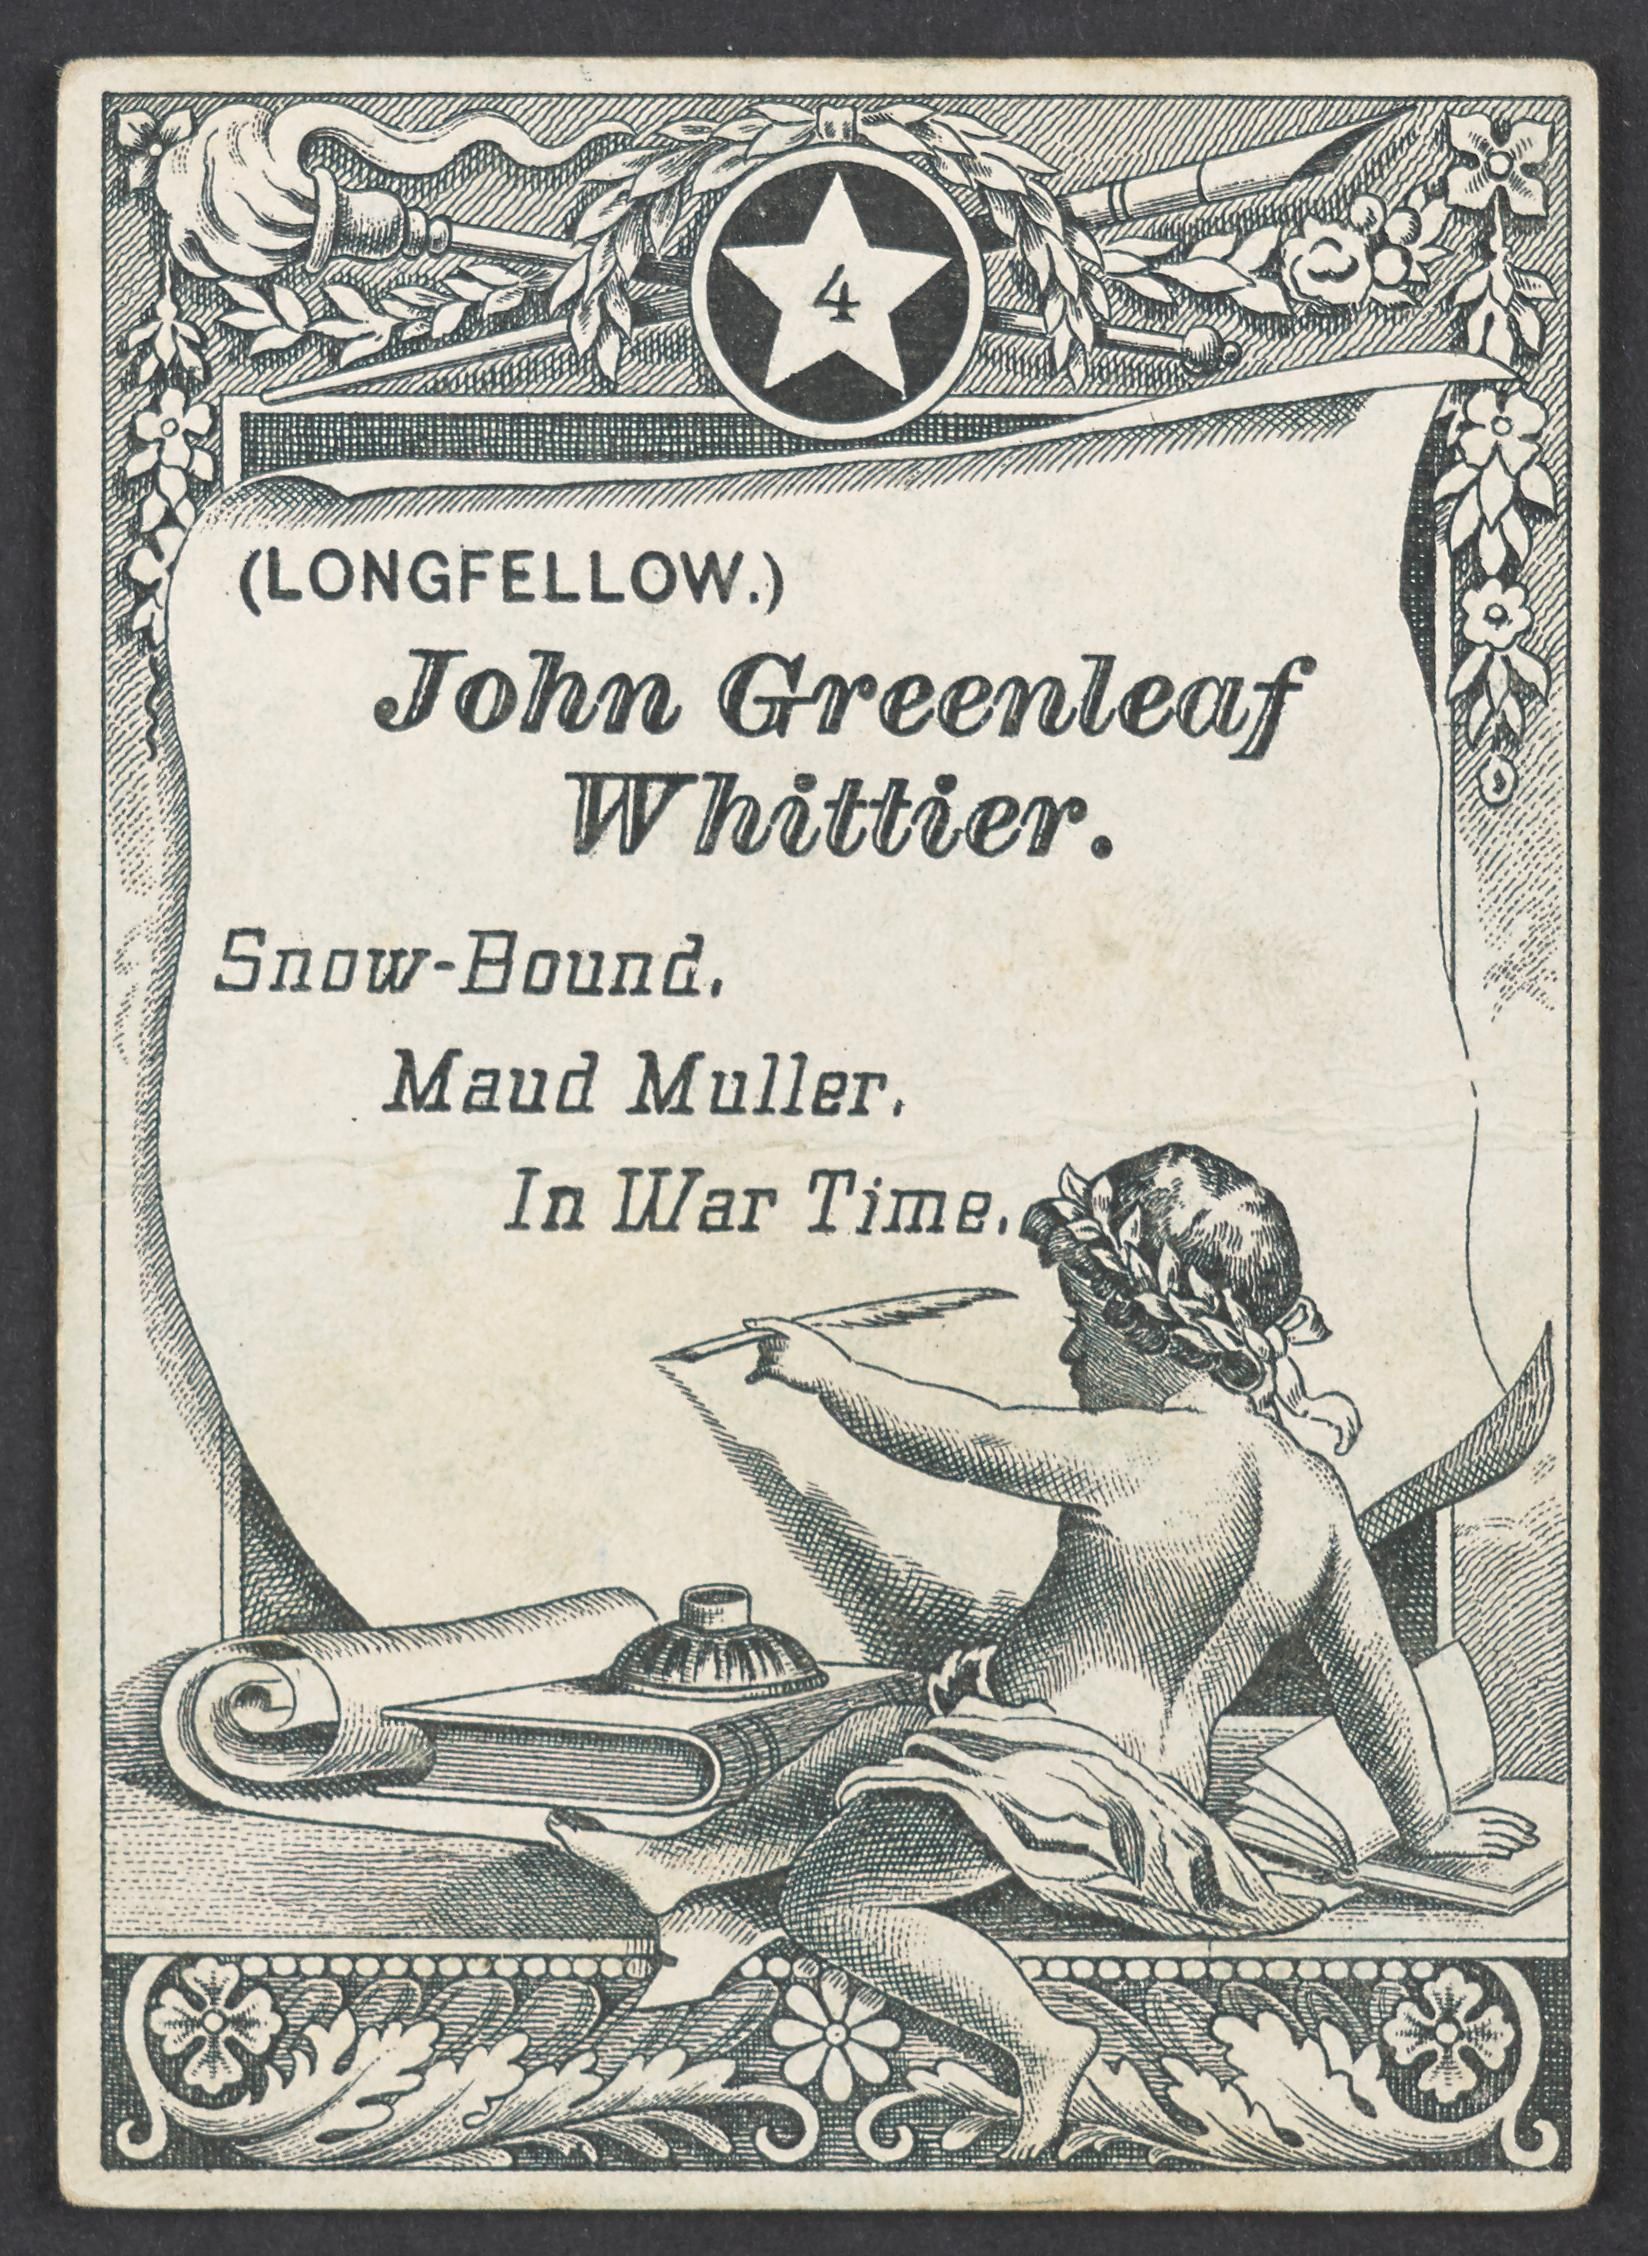 4
(LONGFELLOW.)
John Greenleaf
Whittier.
Snow-Bound.
Maud Muller.
In War Time.